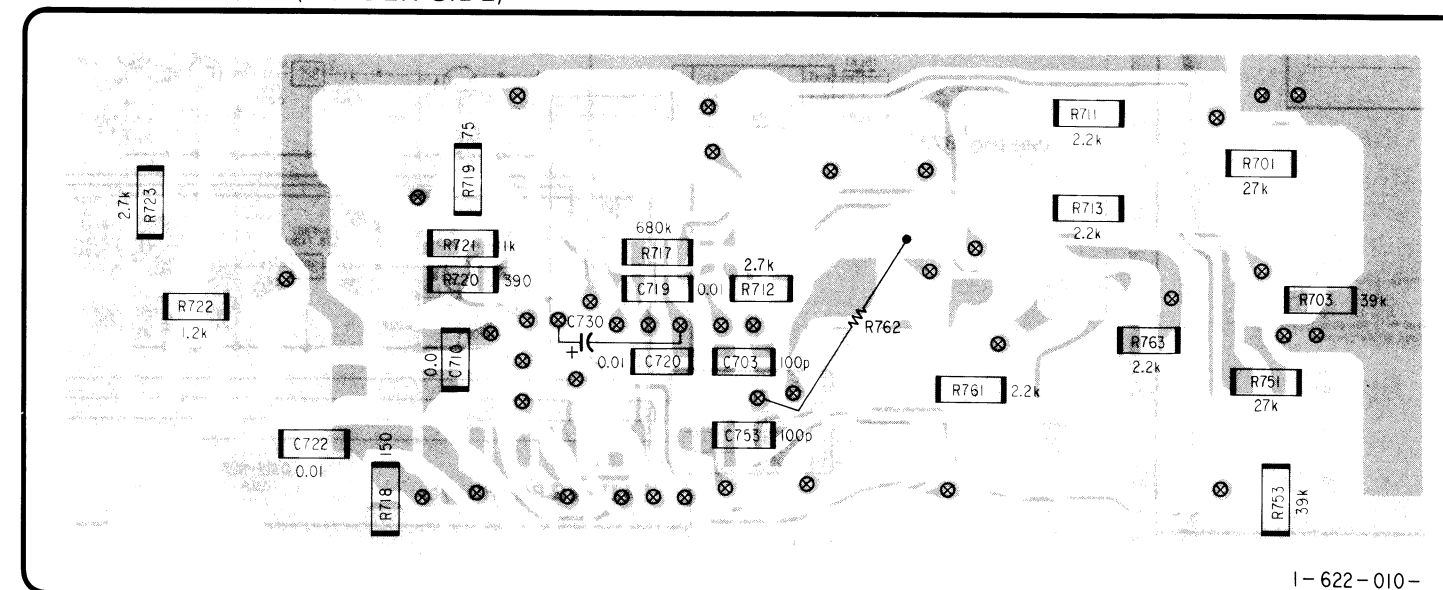 R711
2.2k
75
R719
R701
27k
2.7k
R723
R713
2.2k
680k
R721
1k
R717
2.7k
R720
390
C719
0.01
R712
R722
1.2k
R703
39k
C730
+
R762
0.01
C710
0.01
C720
C703
100p
R763
2.2k
R761
2.2k
R751
27k
C722
0.01
150
C753
100p
R718
R753
39k
1-622-010-